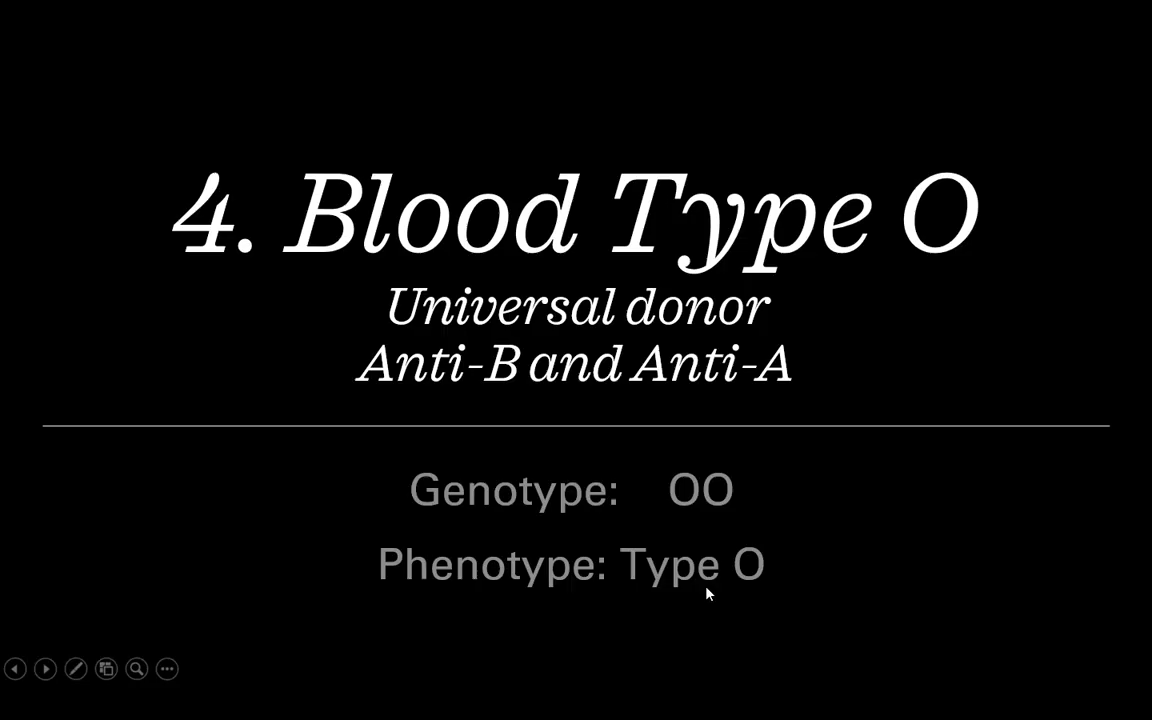 4. Blood Type O
Universal donor
Anti-B and Anti-A
Genotype: OO
Phenotype: Type O